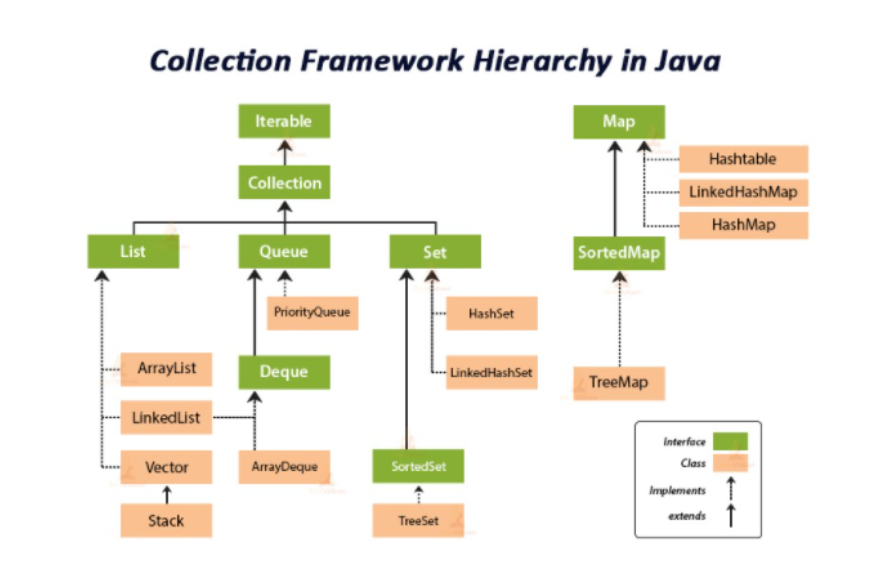 Collection Framework Hierarchy in Java
Iterable
Map
Hashtable
Collection
LinkedHashMap
HashMap
List
Queue
Set
SortedMap
PriorityQueue
HashSet
ArrayList
Deque
LinkedHashSet
TreeMap
LinkedList
Vector
ArrayDeque
SortedSet
Stack
TreeSet
Interface
Class
Implements
extends